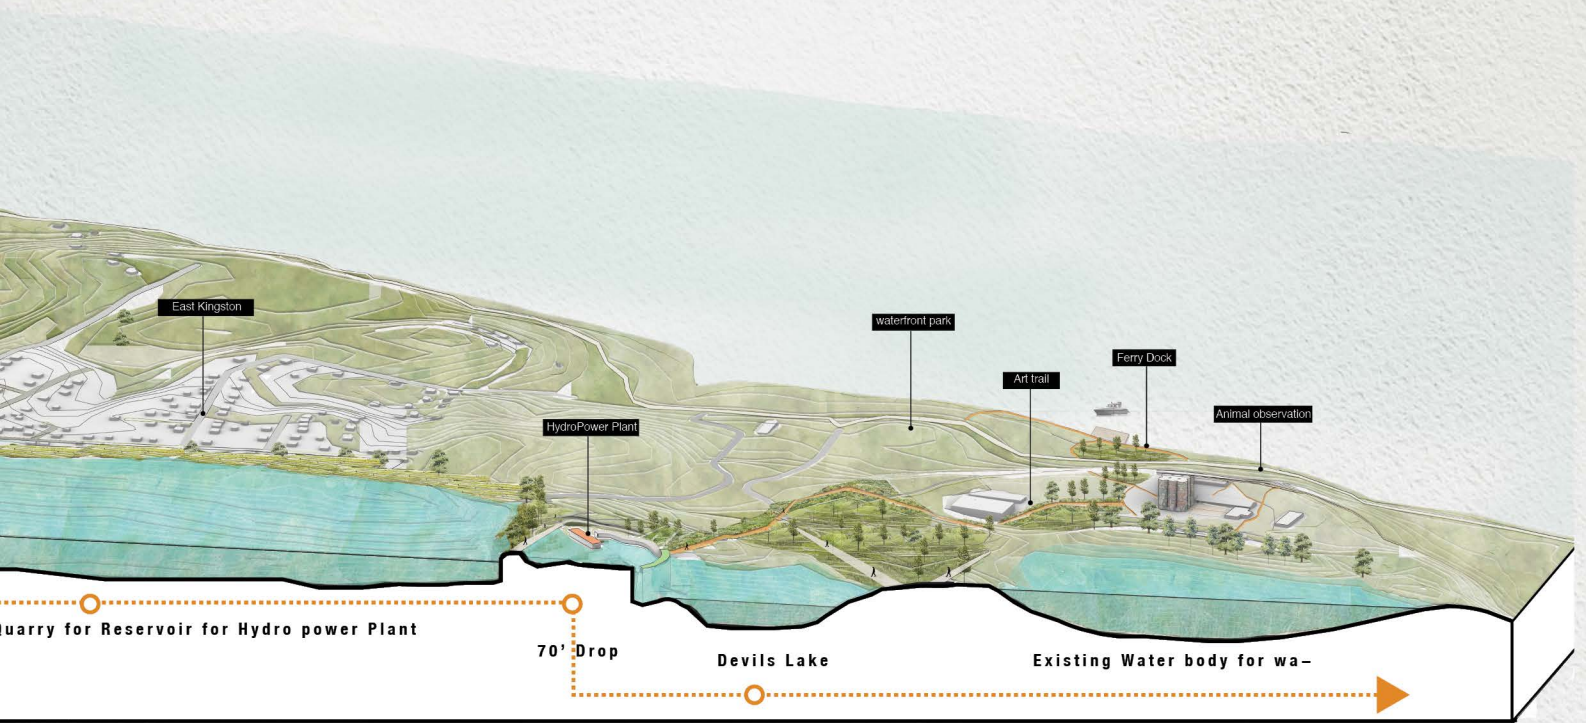 East Kingston
waterfront park
Ferry Dock
Art trail
Animal observation
HydroPower Plant
for Reservoir for Hydro power Plant
70’ Drop
Devils Lake
Existing Water body for wa–